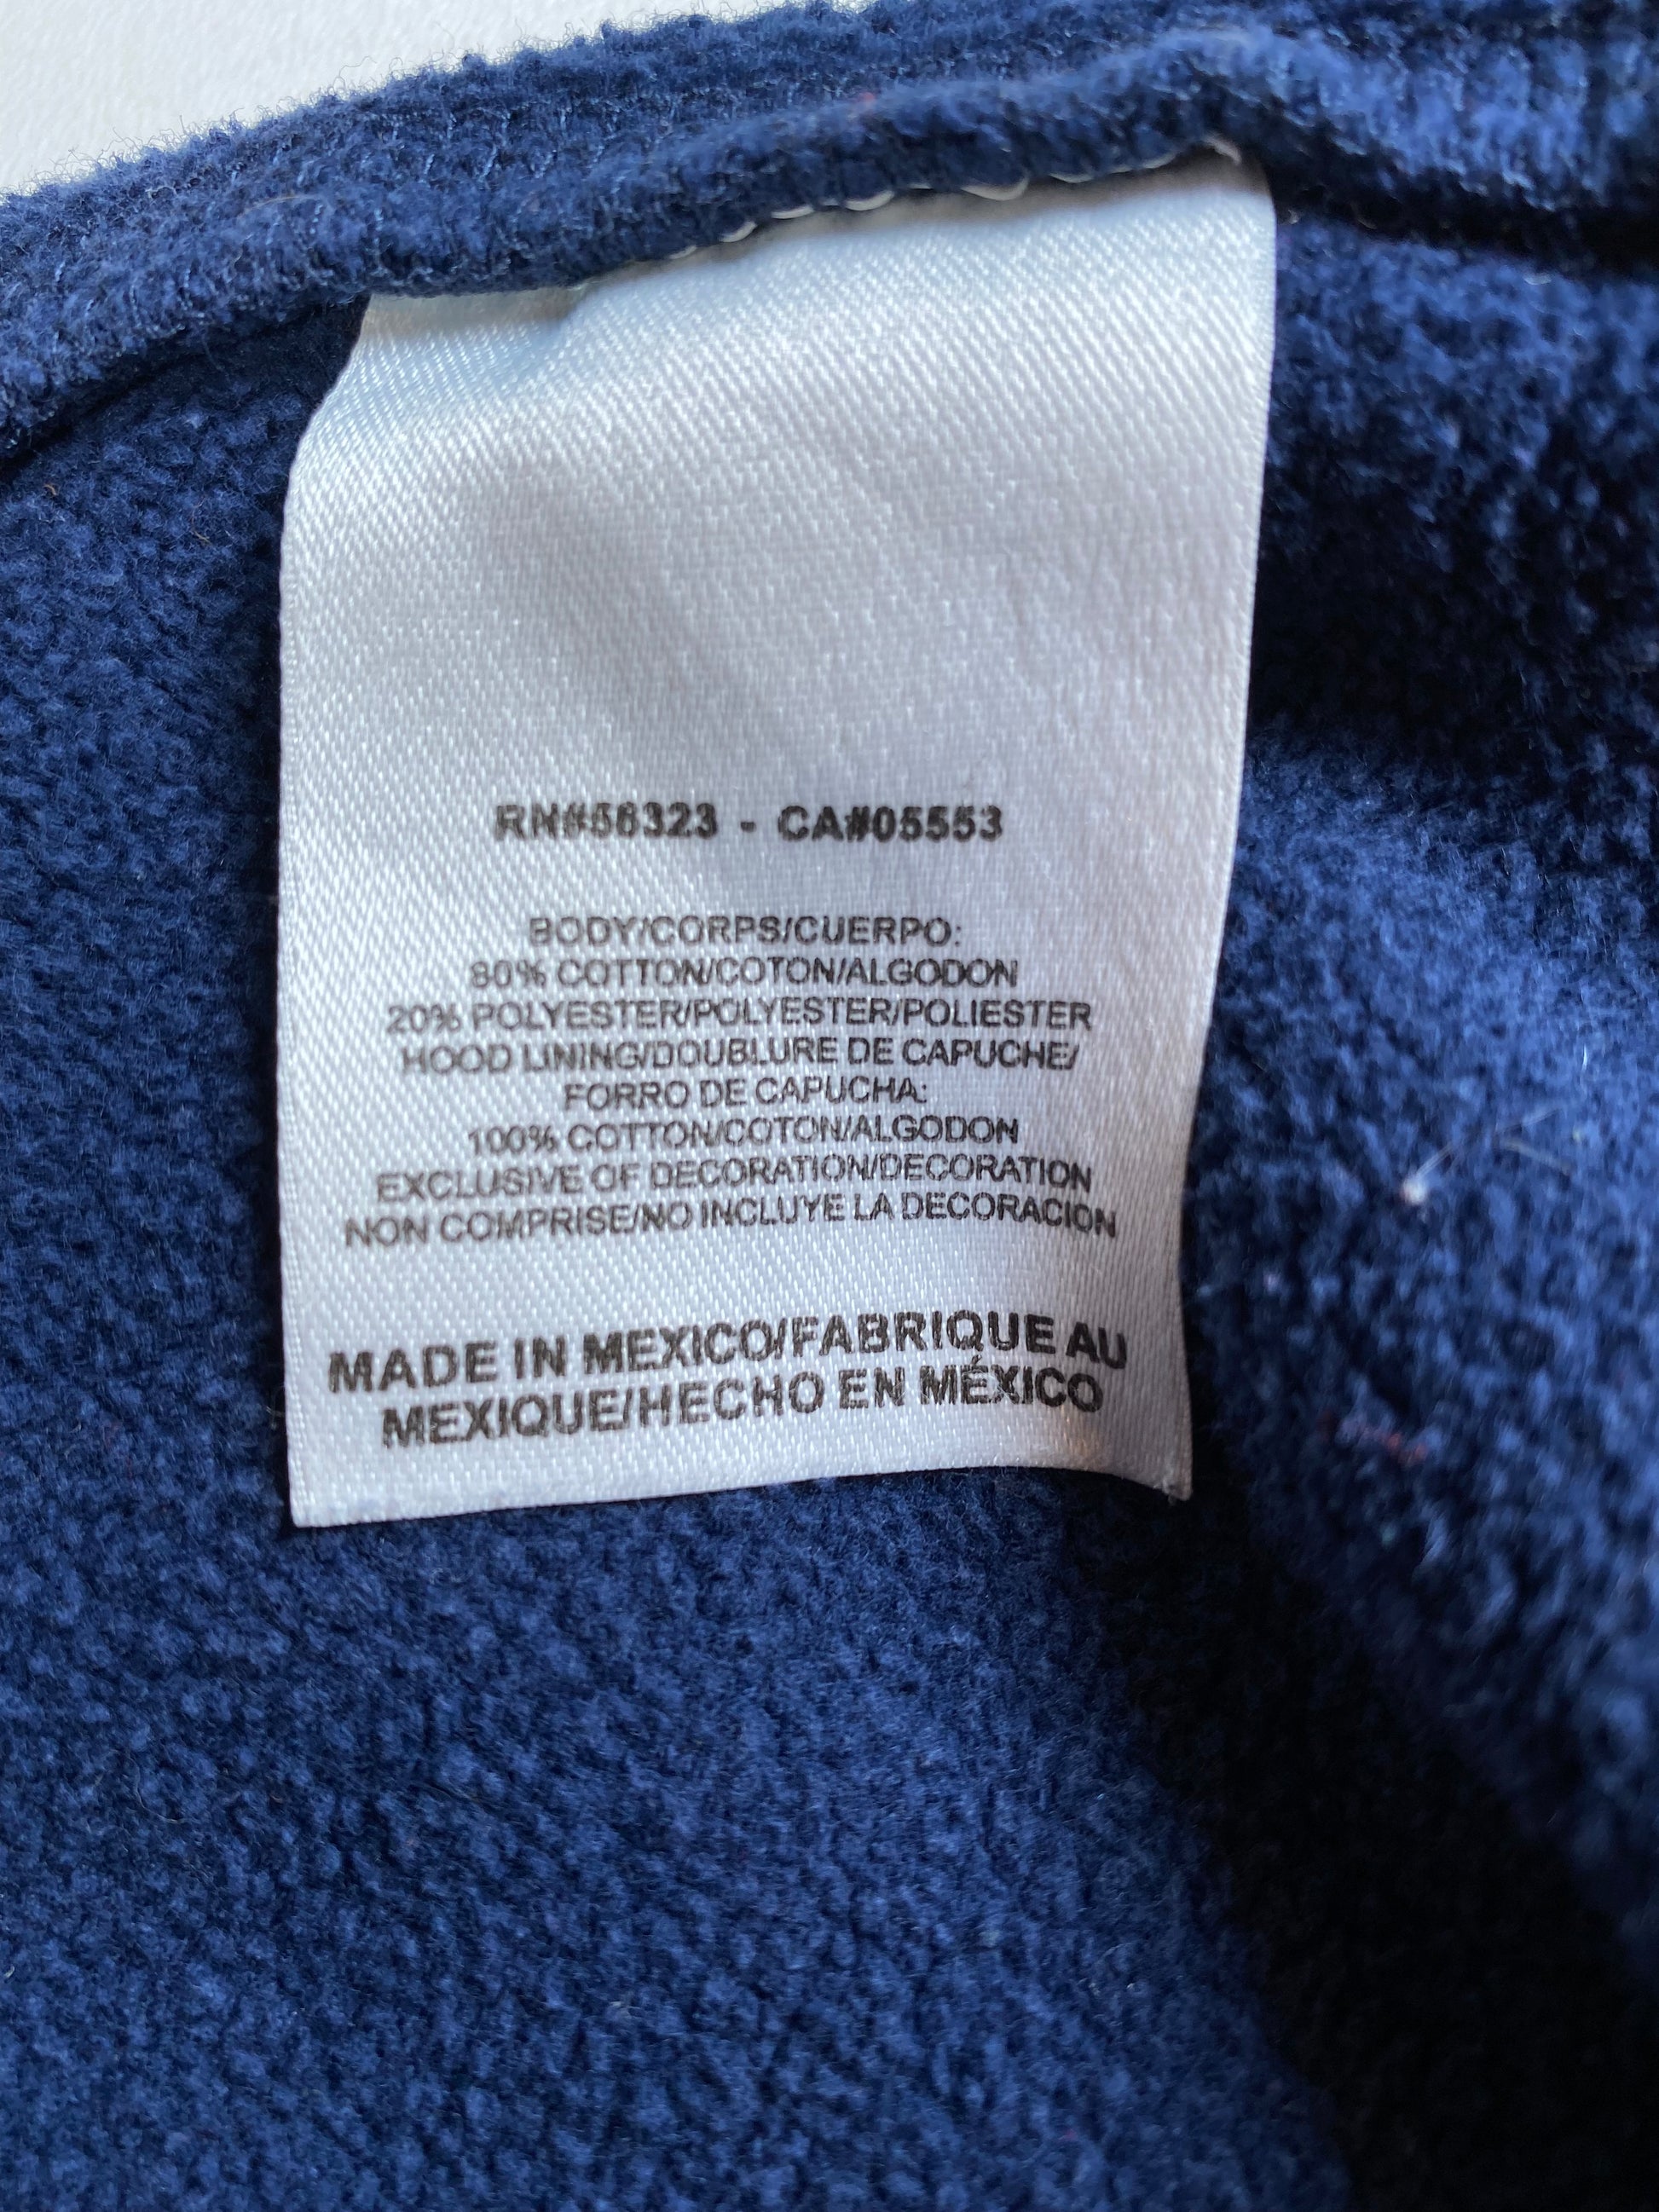 RN#56323 - CA#05553
BODY/CORPS/CUERPO:
80% COTTON/COTON/ALGODON
20% POLYESTER/POLYESTER/POLIESTER
HOOD LINING/DOUBLURE DE CAPUCHE/
FORRO DE CAPUCHA:
100% COTTON/COTON/ALGODON
EXCLUSIVE OF DECORATION/DECORATION
NON COMPRISE/NO INCLUYE LA DECORACION
MADE IN MEXICO/FABRIQUE AU
MEXIQUE/HECHO EN MÉXICO